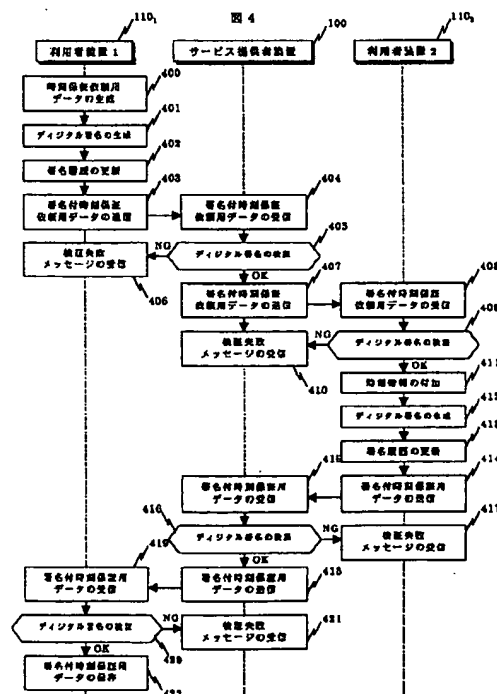 図 4
110₁
利用者装置 1
100
サービス提供者装置
110₂
利用者装置 2
400
時刻保証依頼用
データの生成
401
ディジタル署名の生成
402
署名履歴の更新
403
署名付時刻保証
依頼用データの送信
404
署名付時刻保証
依頼用データの受信
405
ディジタル署名の検証
NG
検証失敗
メッセージの受信
406
OK
407
署名付時刻保証
依頼用データの送信
408
署名付時刻保証
依頼用データの受信
409
ディジタル署名の検証
NG
検証失敗
メッセージの受信
410
OK
411
時刻情報の付加
412
ディジタル署名の生成
413
署名履歴の更新
414
署名付時刻保証用
データの送信
415
署名付時刻保証用
データの受信
416
ディジタル署名の検証
NG
417
検証失敗
メッセージの受信
OK
418
署名付時刻保証用
データの送信
419
署名付時刻保証用
データの受信
ディジタル署名の検証
NG
420
421
検証失敗
メッセージの受信
OK
署名付時刻保証用
データの保存